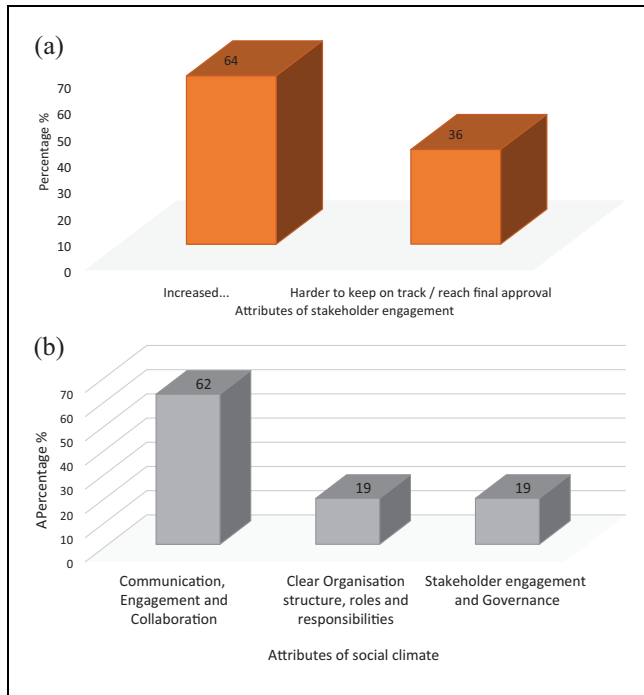 (a)
64
36
70
60
50
40
30
20
10
0
Percentage %
Increased...
Harder to keep on track / reach final approval
Attributes of stakeholder engagement
(b)
62
19
19
70
60
50
40
30
20
10
0
APercentage %
Communication,
Engagement and
Collaboration
Clear Organisation
structure, roles and
responsibilities
Stakeholder engagement
and Governance
Attributes of social climate